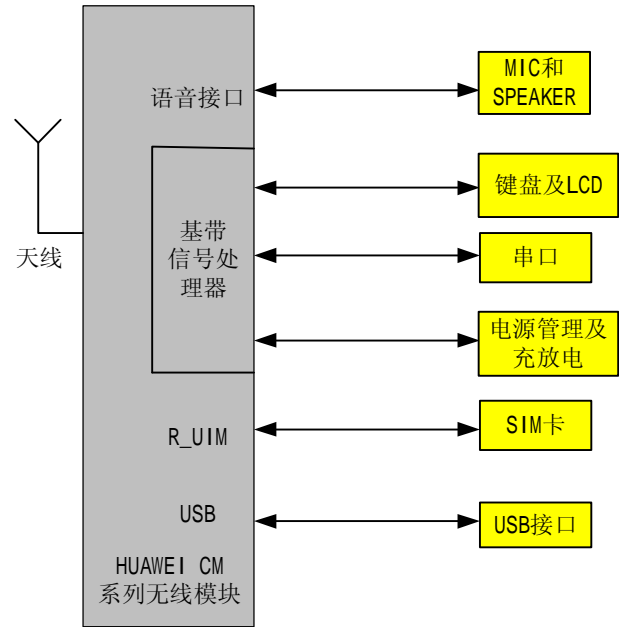 语音接口
MIC和
SPEAKER
键盘及LCD
天线
基带
信号处
理器
串口
电源管理及
充放电
R_UIM
SIM卡
USB
USB接口
HUAWEI CM
系列无线模块